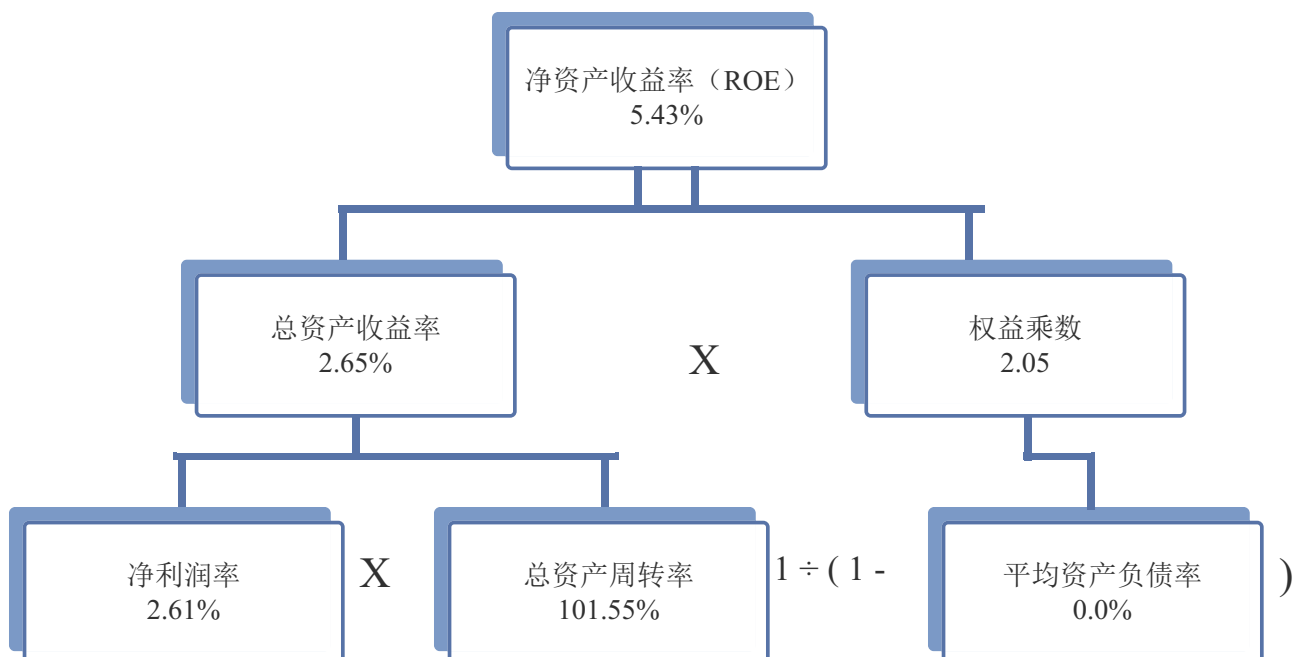 净资产收益率（ROE）
5.43%
总资产收益率
2.65%
X
权益乘数
2.05
净利润率
2.61%
X
总资产周转率
101.55%
1 ÷ ( 1 -
平均资产负债率
0.0%
)